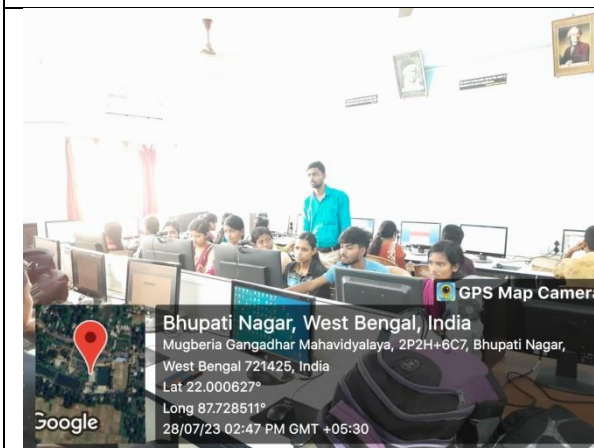 GPS Map Camera
Bhupati Nagar, West Bengal, India
Mugberia Gangadhar Mahavidyalaya, 2P2H+6C7, Bhupati Nagar,
West Bengal 721425, India
Lat 22.000627°
Long 87.728511°
28/07/23 02:47 PM GMT +05:30
Google